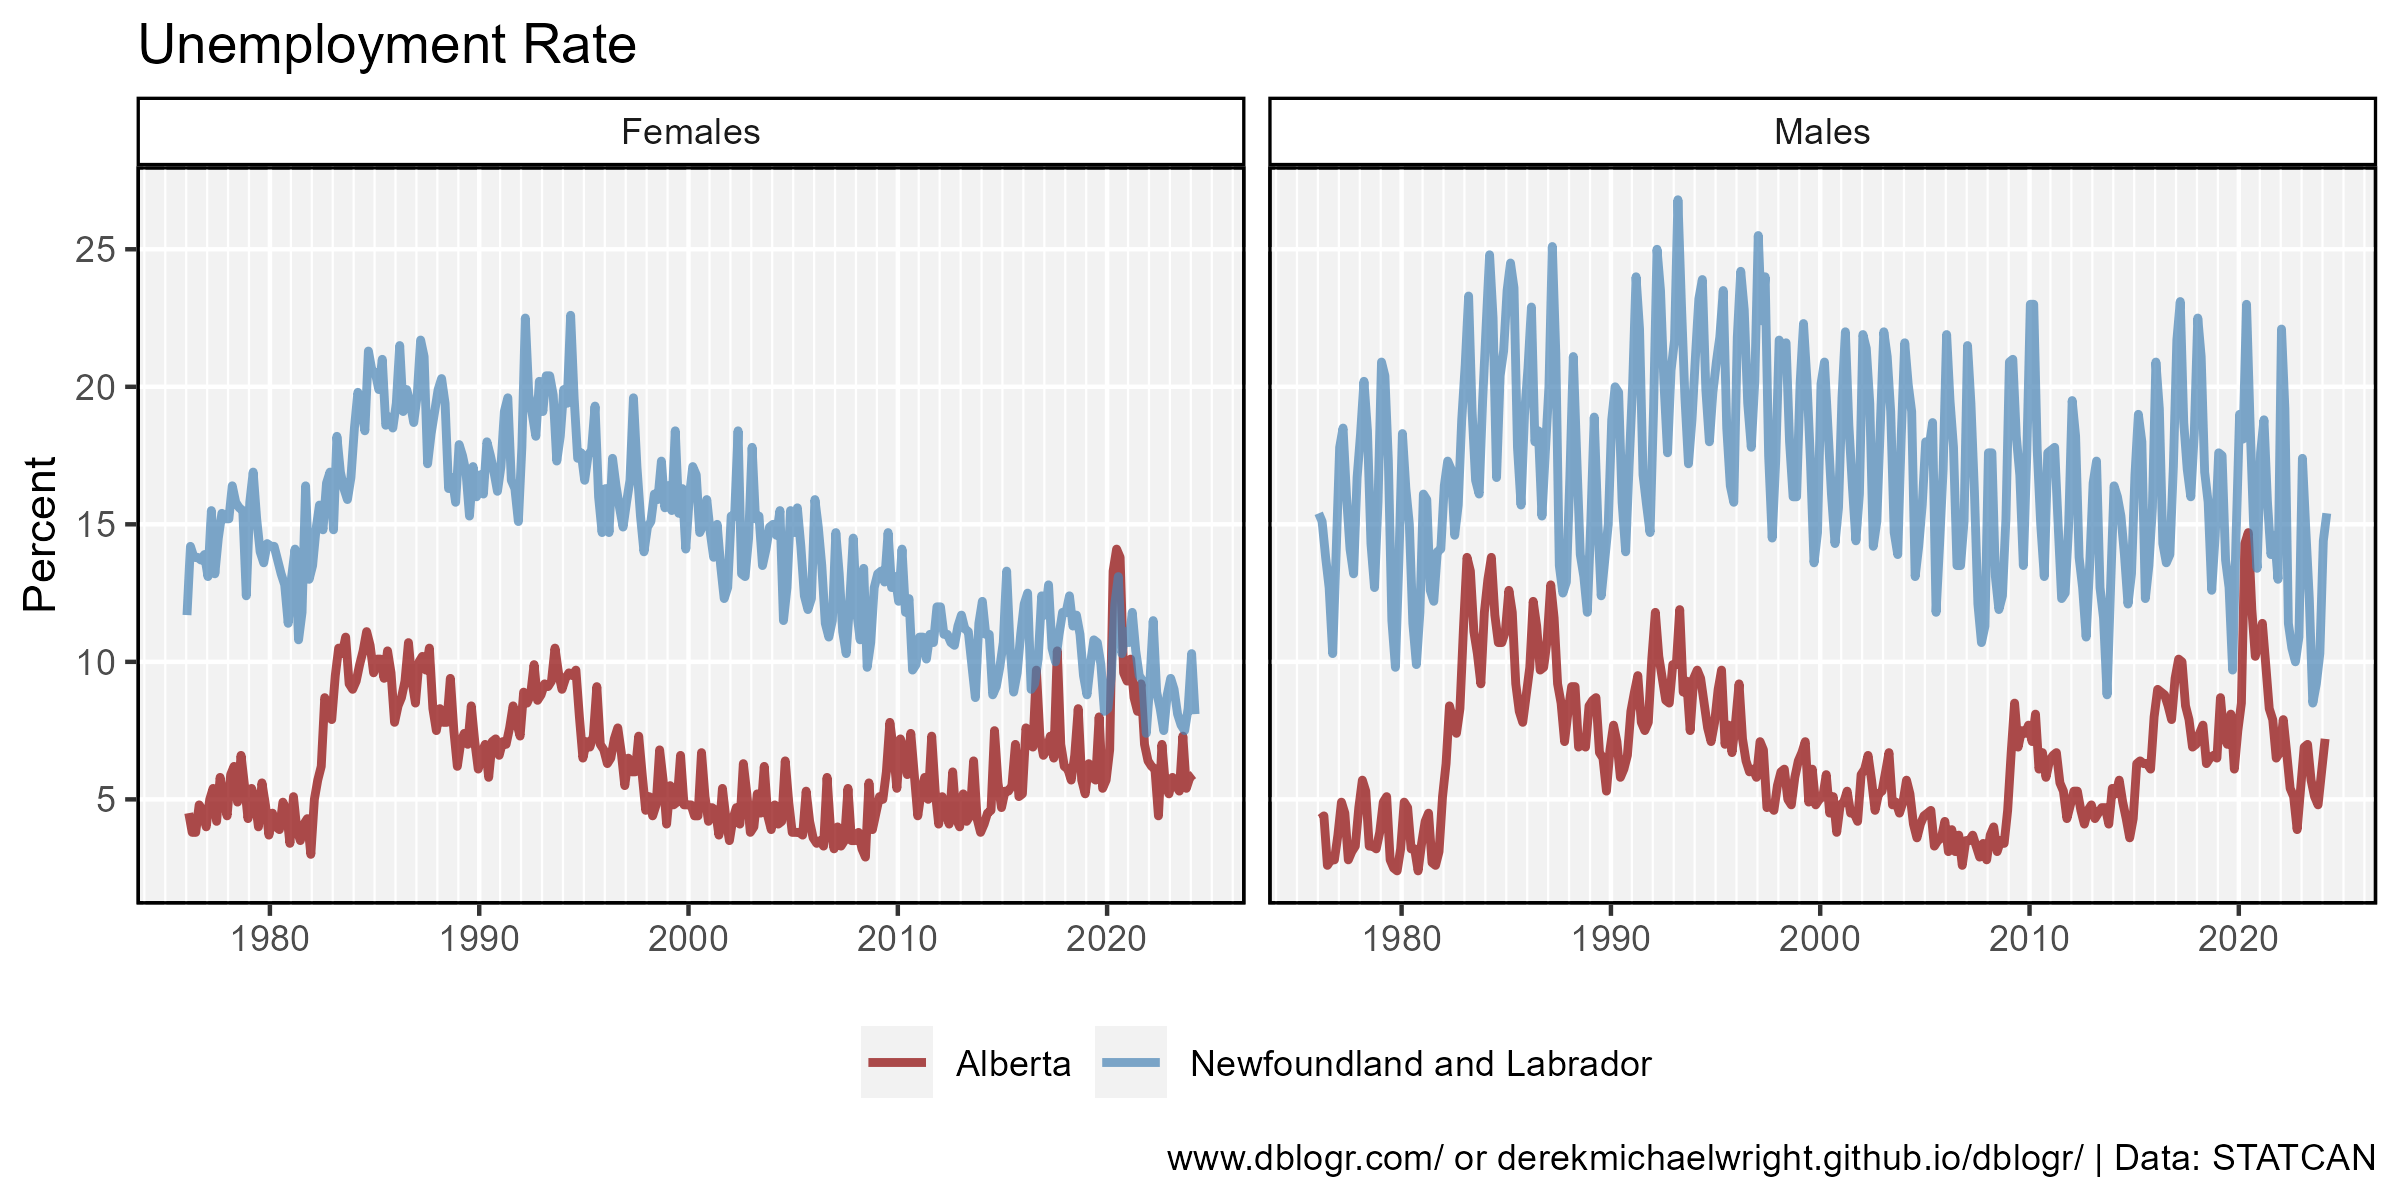 Unemployment Rate
Females
Males
Percent
25
20
15
10
5
1980 1990 2000 2010 2020
1980 1990 2000 2010 2020
Alberta Newfoundland and Labrador
www.dblogr.com/ or derekmichaelwright.github.io/dblogr/ | Data: STATCAN